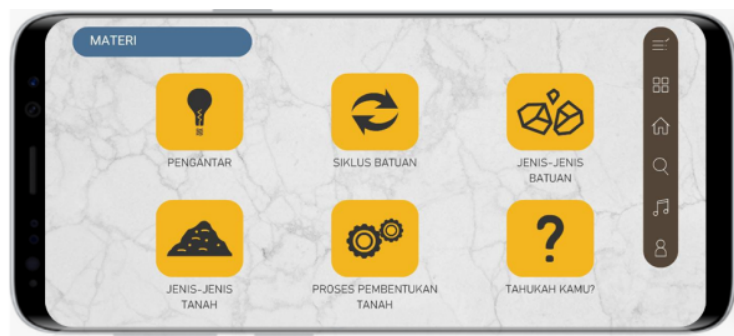 MATERI
PENGANTAR
SIKLUS BATUAN
JENIS-JENIS
BATUAN
JENIS-JENIS
TANAH
PROSES PEMBENTUKAN
TANAH
TAHUKAH KAMU?